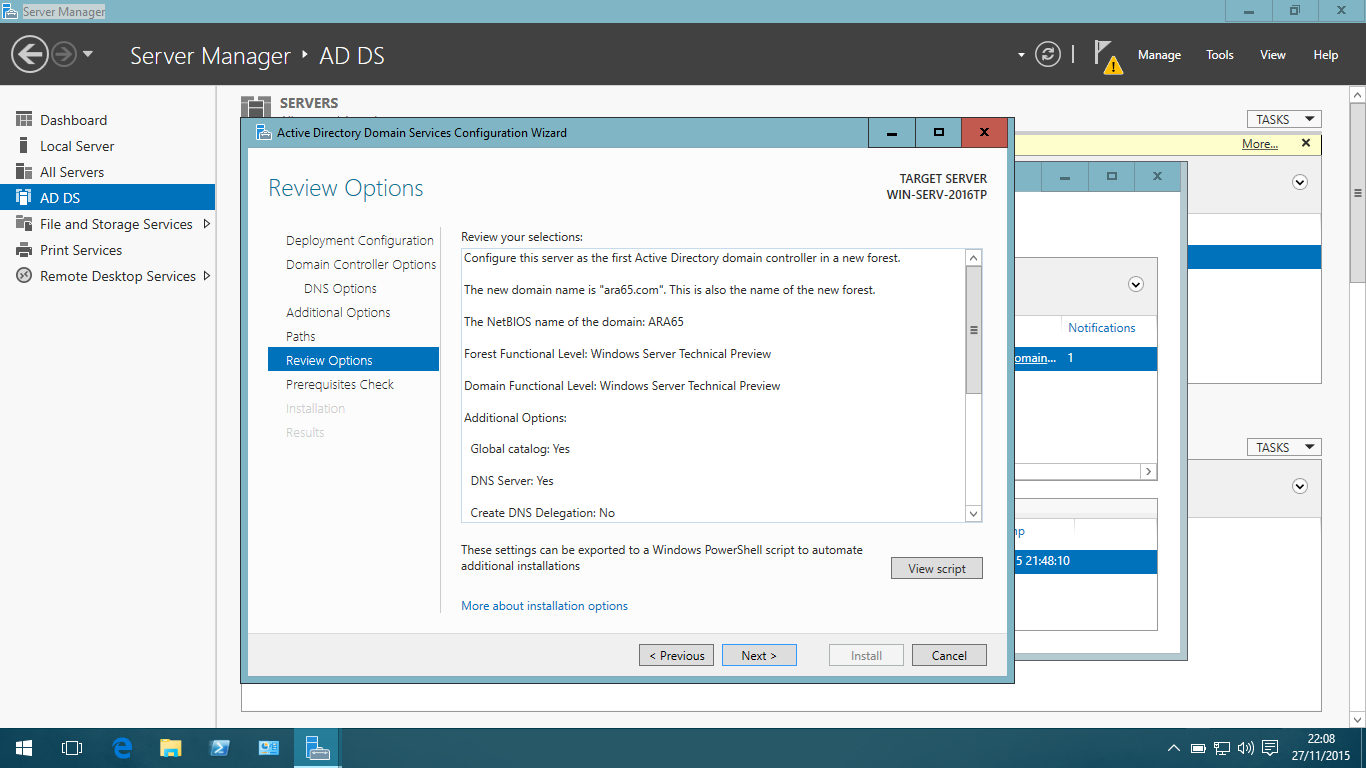 Server Manager
Server Manager ‣ AD DS
Manage
Tools
View
Help
Dashboard
Local Server
All Servers
AD DS
File and Storage Services
Print Services
Remote Desktop Services
SERVERS
TASKS
More...
Active Directory Domain Services Configuration Wizard
Review Options
TARGET SERVER
WIN-SERV-2016TP
Deployment Configuration
Domain Controller Options
DNS Options
Additional Options
Paths
Review Options
Prerequisites Check
Installation
Results
Review your selections:
Configure this server as the first Active Directory domain controller in a new forest.
The new domain name is "ara65.com". This is also the name of the new forest.
The NetBIOS name of the domain: ARA65
Forest Functional Level: Windows Server Technical Preview
Domain Functional Level: Windows Server Technical Preview
Additional Options:
Global catalog: Yes
DNS Server: Yes
Create DNS Delegation: No
These settings can be exported to a Windows PowerShell script to automate
additional installations
View script
More about installation options
< Previous
Next >
Install
Cancel
Notifications
omain... 1
TASKS
mp
5 21:48:10
22:08
27/11/2015